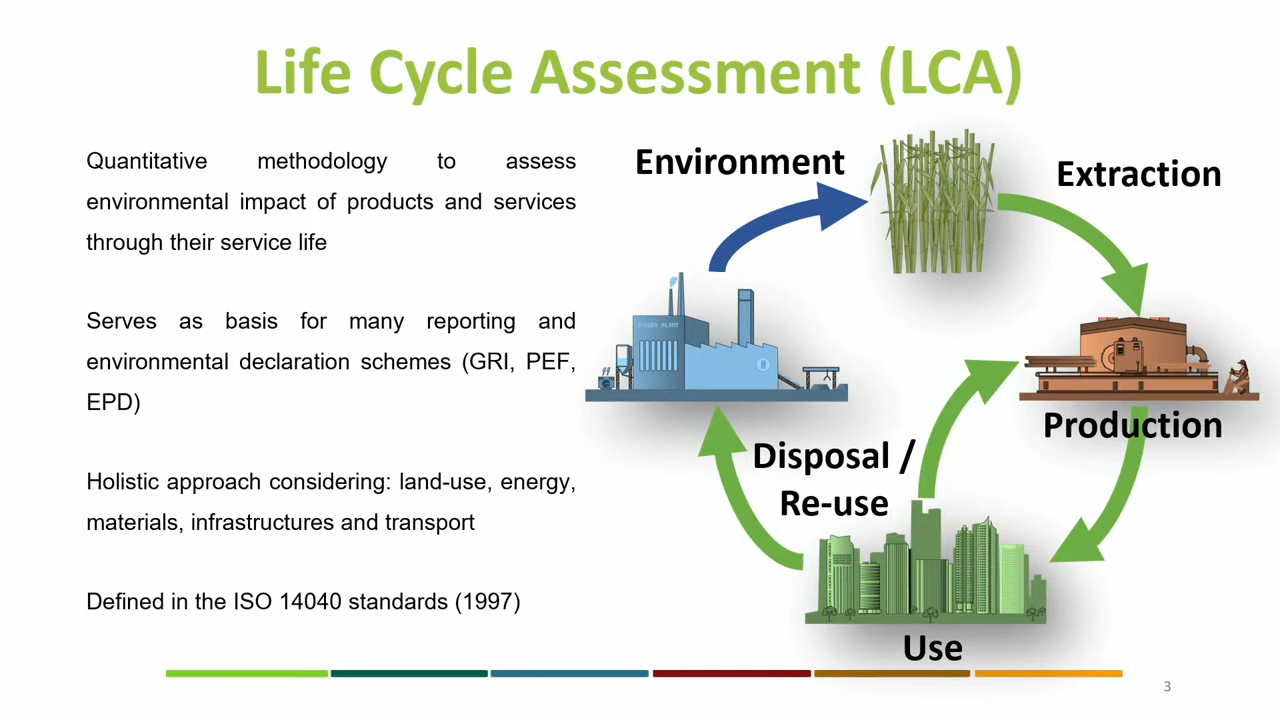 Life Cycle Assessment (LCA)
Quantitative methodology to assess
environmental impact of products and services
through their service life
Serves as basis for many reporting and
environmental declaration schemes (GRI, PEF,
EPD)
Holistic approach considering: land-use, energy,
materials, infrastructures and transport
Defined in the ISO 14040 standards (1997)
Environment
Extraction
POWER PLANT
Production
Disposal /
Re-use
Use
3